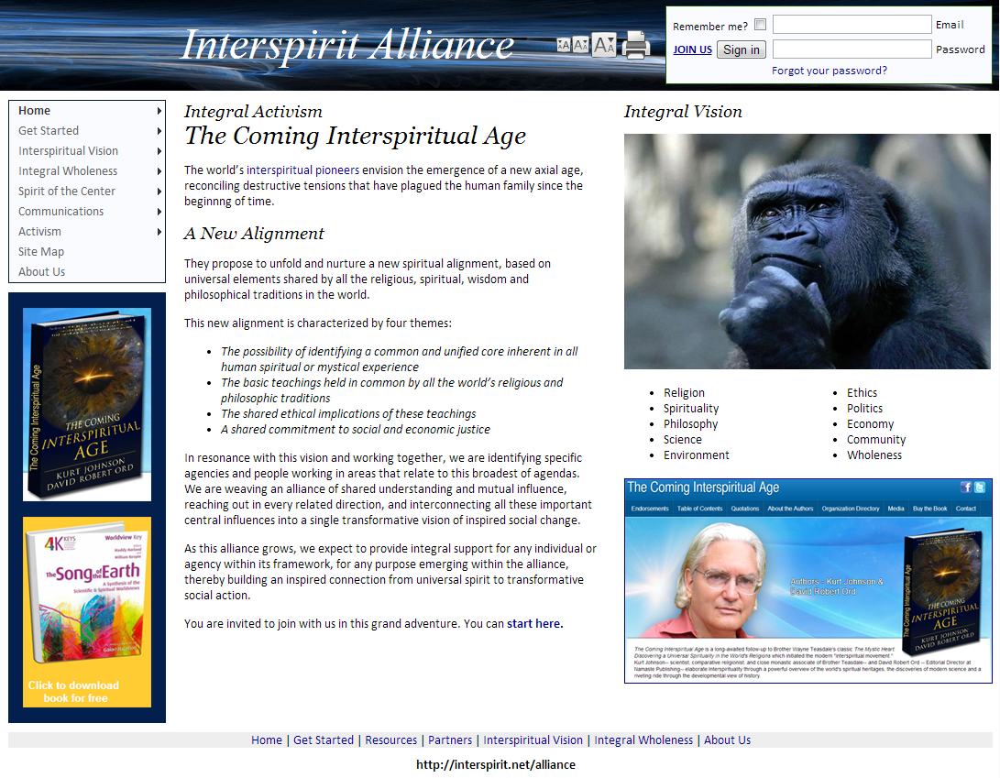 Interspirit Alliance
A A A
Remember me?
Email
JOIN US
Sign in
Password
Forgot your password?
Home
Get Started
Interspiritual Vision
Integral Wholeness
Spirit of the Center
Communications
Activism
Site Map
About Us
The Coming Interspiritual Age
THE COMING
INTERSPIRITUAL
AGE
KURT JOHNSON
DAVID ROBERT ORD
4K KEYS
Worldview Key
The Song of the Earth
A Synthesis of the
Scientific & Spiritual Worldviews
Click to download
book for free
Integral Activism
The Coming Interspiritual Age
The world’s interspiritual pioneers envision the emergence of a new axial age,
reconciling destructive tensions that have plagued the human family since the
beginnng of time.
A New Alignment
They propose to unfold and nurture a new spiritual alignment, based on
universal elements shared by all the religious, spiritual, wisdom and
philosophical traditions in the world.
This new alignment is characterized by four themes:
• The possibility of identifying a common and unified core inherent in all
human spiritual or mystical experience
• The basic teachings held in common by all the world’s religious and
philosophic traditions
• The shared ethical implications of these teachings
• A shared commitment to social and economic justice
In resonance with this vision and working together, we are identifying specific
agencies and people working in areas that relate to this broadest of agendas.
We are weaving an alliance of shared understanding and mutual influence,
reaching out in every related direction, and interconnecting all these important
central influences into a single transformative vision of inspired social change.
As this alliance grows, we expect to provide integral support for any individual or
agency within its framework, for any purpose emerging within the alliance,
thereby building an inspired connection from universal spirit to transformative
social action.
You are invited to join with us in this grand adventure. You can start here.
Integral Vision
• Religion
• Spirituality
• Philosophy
• Science
• Environment
• Ethics
• Politics
• Economy
• Community
• Wholeness
The Coming Interspiritual Age
Endorsements Table of Contents Quotations About the Authors Organization Directory Media Buy the Book Contact
Authors - Kurt Johnson &
David Robert Ord
The Coming Interspiritual Age
THE COMING
INTERSPIRITUAL
AGE
KURT JOHNSON
DAVID ROBERT ORD
The Coming Interspiritual Age is a long-awaited follow-up to Brother Wayne Teasdale's classic The Mystic Heart
Discovering a Universal Spirituality in the World's Religions which initiated the modern "interspiritual movement."
Kurt Johnson-- scientist, comparative religionist, and close monastic associate of Brother Teasdale-- and David Robert Ord -- Editorial Director at
Namaste Publishing-- elaborate Interspirituality through a powerful overview of the world's spiritual heritages, the discoveries of modern science and a
riveting ride through the developmental view of history.
Home | Get Started | Resources | Partners | Interspiritual Vision | Integral Wholeness | About Us
http://interspirit.net/alliance